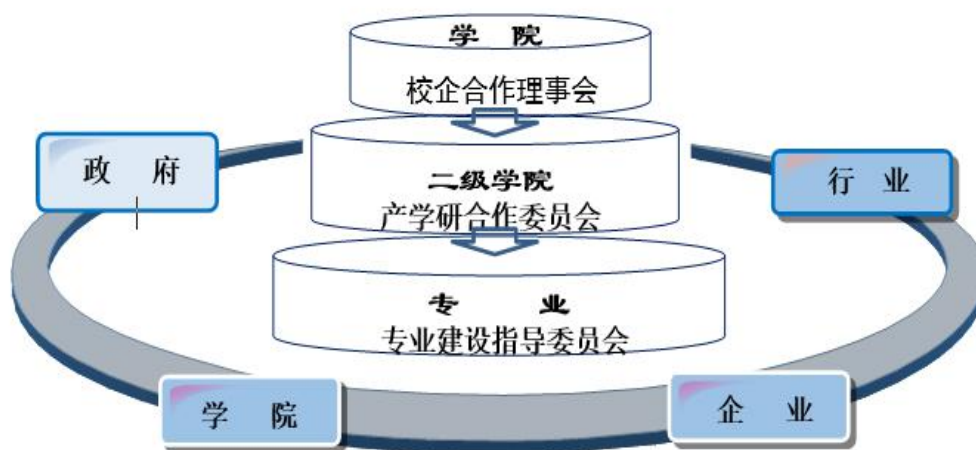 学 院
校企合作理事会
政 府
行 业
二级学院
产学研合作委员会
专 业
专业建设指导委员会
学 院
企 业